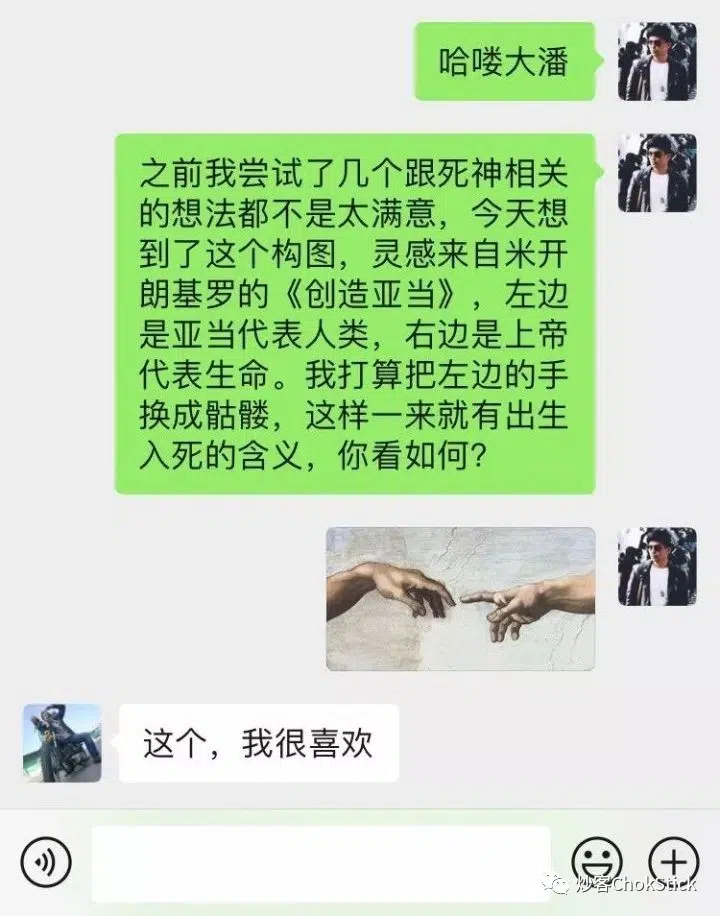 哈喽大潘
之前我尝试了几个跟死神相关
的想法都不是太满意，今天想
到了这个构图，灵感来自米开
朗基罗的《创造亚当》，左边
是亚当代表人类，右边是上帝
代表生命。我打算把左边的手
换成骷髅，这样一来就有出生
入死的含义，你看如何？
这个，我很喜欢
炒客ChokStick